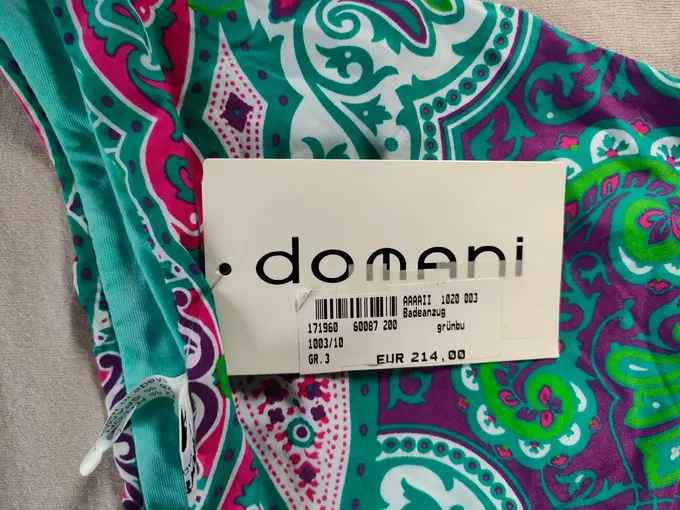 domani
AAAAII 1020 003
Badeanzug
171960 60087 200 grünbu
1003/10
GR.3 EUR 214,00